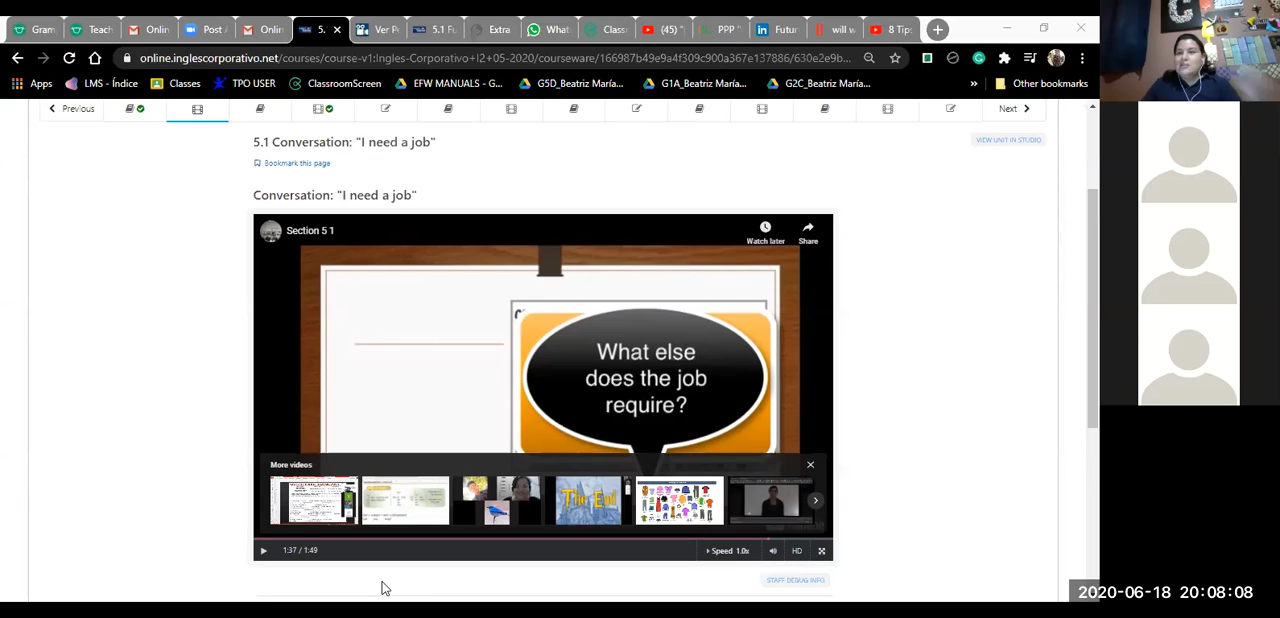 Gram
Teach
Onlin
Post /
Onlin
5.
Ver P
5.1 Fu
Extra
What
Class
(45) "
PPP "
Futur
will w
8 Tips
online.inglescorporativo.net/courses/course-v1:Ingles-Corporativo+I2+05-2020/courseware/166987b49e9a4f309c900a367e137886/630e2e9b...
Apps
LMS - Índice
Classes
TPO USER
ClassroomScreen
EFW MANUALS - G...
G5D_Beatriz María...
G1A_Beatriz María...
G2C_Beatriz María...
»
Other bookmarks
Previous
Next
5.1 Conversation: "I need a job"
VIEW UNIT IN STUDIO
Bookmark this page
Conversation: "I need a job"
Section 5 1
Watch later
Share
What else
does the job
require?
More videos
The End
1:37 / 1:49
Speed 1.0x
HD
STAFF DEBUG INFO
2020-06-18 20:08:08